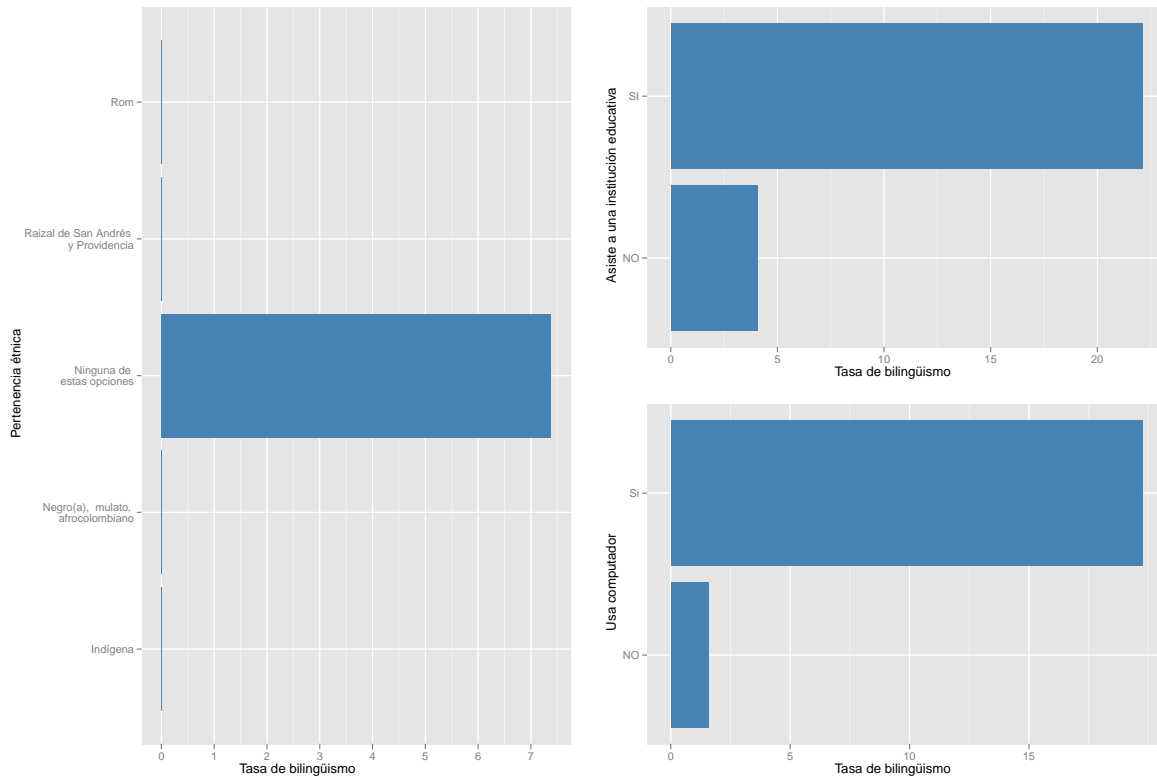 Pertenencia étnica
Rom
Raizal de San Andrés
y Providencia
Ninguna de
estas opciones
Negro(a),  mulato,
afrocolombiano
Indígena
0 1 2 3 4 5 6 7
Tasa de bilingüismo
Asiste a una institución educativa
SI
NO
0 5 10 15 20
Tasa de bilingüismo
Usa computador
Si
NO
0 5 10 15
Tasa de bilingüismo